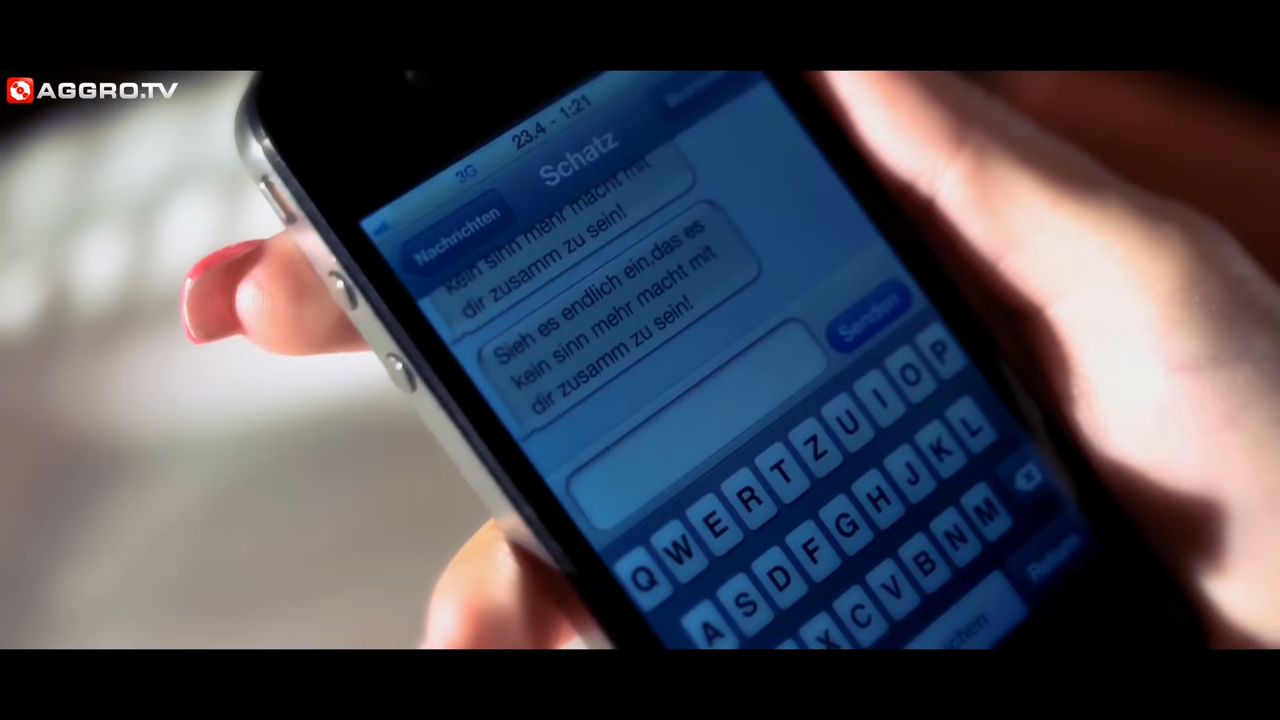 AGGRO.TV
23.4 - 1:21
3G
Schatz
Nachrichten
kein sinn mehr macht mit
dir zusamm zu sein!
Sieh es endlich ein.das es
kein sinn mehr macht mit
dir zusamm zu sein!
Senden
Q W E R T Z U I O P
A S D F G H J K L
X C V B N M
Return